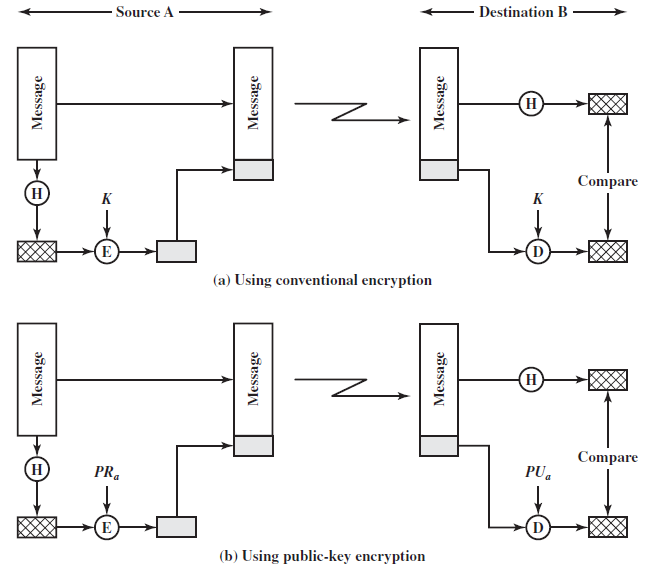 Source A
Destination B
Message
Message
Message
H
H
K
K
Compare
E
D
(a) Using conventional encryption
Message
Message
Message
H
H
PRa
PUa
Compare
E
D
(b) Using public-key encryption